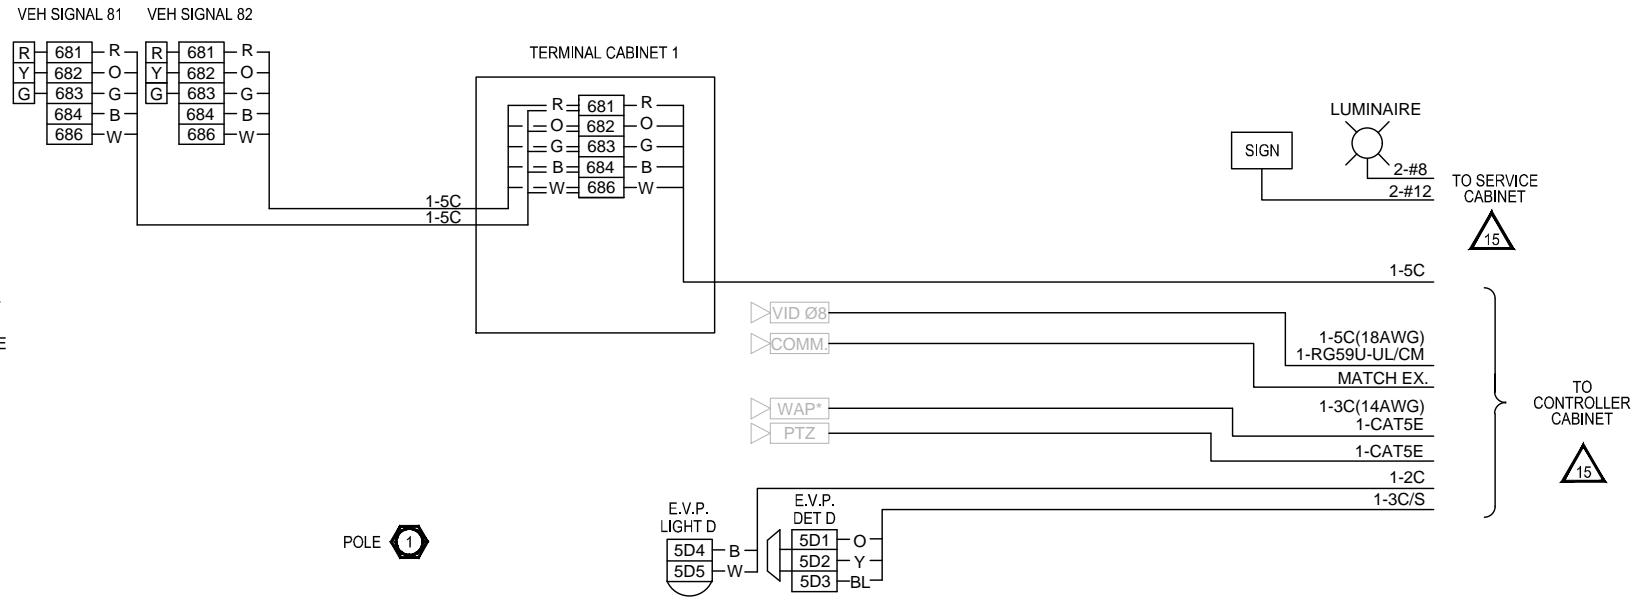 VEH SIGNAL 81
VEH SIGNAL 82
R 681 R
Y 682 O
G 683 G
684 B
686 W
R 681 R
Y 682 O
G 683 G
684 B
686 W
TERMINAL CABINET 1
R 681 R
O 682 O
G 683 G
B 684 B
W 686 W
1-5C
1-5C
SIGN
LUMINAIRE
2-#8
2-#12
TO SERVICE
CABINET
15
1-5C
VID Ø8
COMM.
1-5C(18AWG)
1-RG59U-UL/CM
MATCH EX.
WAP*
PTZ
1-3C(14AWG)
1-CAT5E
1-CAT5E
1-2C
1-3C/S
TO
CONTROLLER
CABINET
15
E
POLE 1
E.V.P.
LIGHT D
5D4 B
5D5 W
E.V.P.
DET D
5D1 O
5D2 Y
5D3 BL